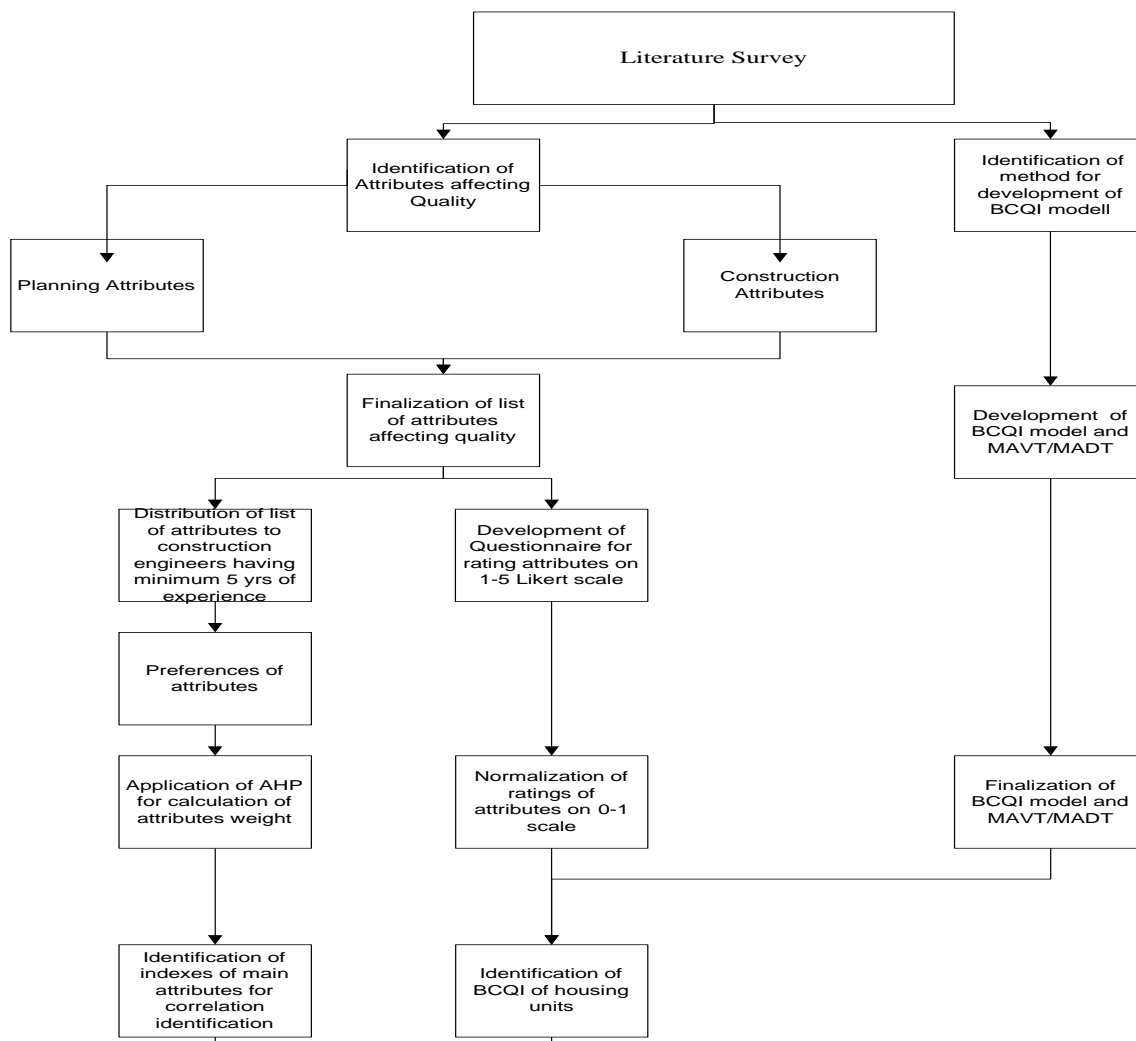 Literature Survey
Identification of
Attributes affecting
Quality
Identification of
method for
development of
BCQI modell
Planning Attributes
Construction
Attributes
Finalization of list
of attributes
affecting quality
Development  of
BCQI model and
MAVT/MADT
Distribution of list
of attributes to
construction
engineers having
minimum 5 yrs of
experience
Development of
Questionnaire for
rating attributes on
1-5 Likert scale
Preferences of
attributes
Application of AHP
for calculation of
attributes weight
Normalization of
ratings of
attributes on 0-1
scale
Finalization of
BCQI model and
MAVT/MADT
Identification of
indexes of main
attributes for
correlation
identification
Identification of
BCQI of housing
units